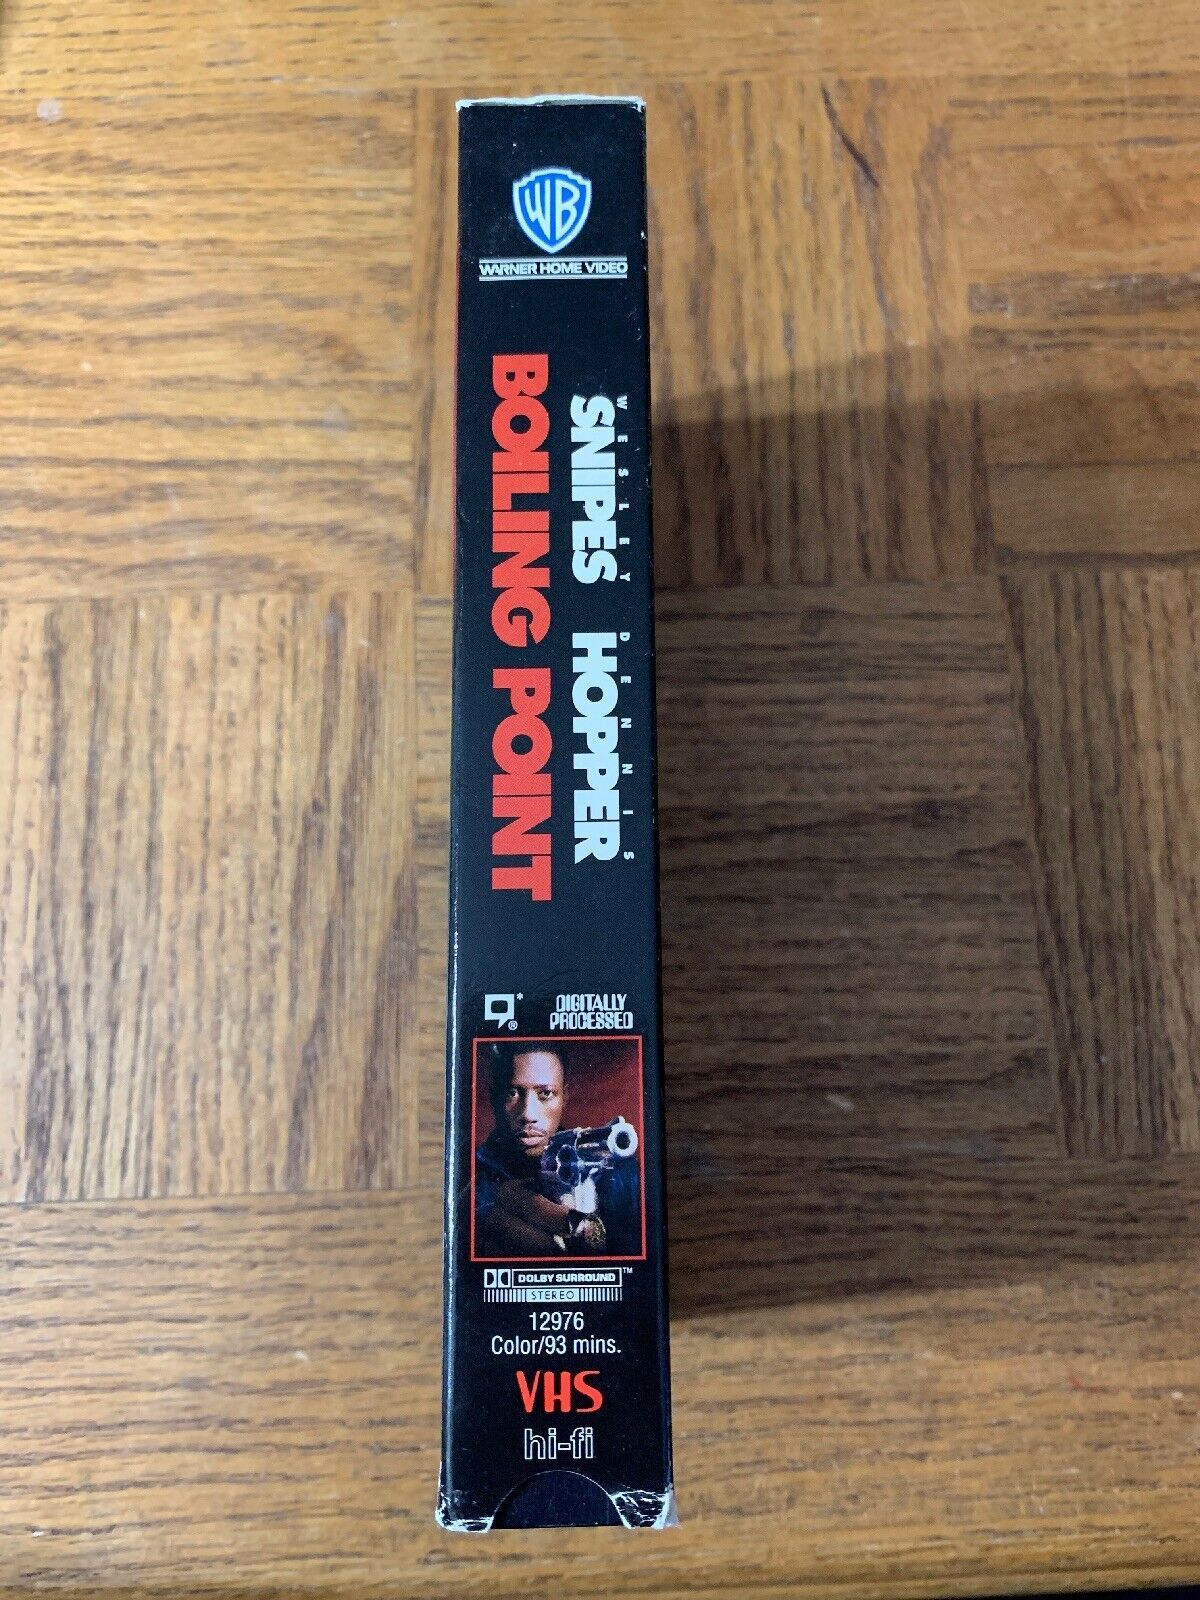 WB
WARNER HOME VIDEO
WESLEY DENNIS
SNIPES HOPPER
BOILING POINT
®
*
DIGITALLY
PROCESSED
DOLBY SURROUND ™
STEREO
12976
Color/93 mins.
VHS
hi-fi